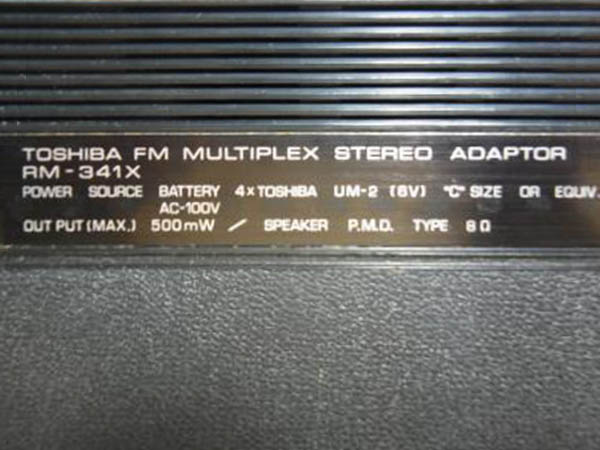 TOSHIBA FM MULTIPLEX STEREO ADAPTOR
RM-341X
POWER SOURCE BATTERY 4×TOSHIBA UM-2 (6V) "C" SIZE OR EQUIV.
AC-100V
OUT PUT (MAX.) 500mW / SPEAKER P.M.D. TYPE 8Ω